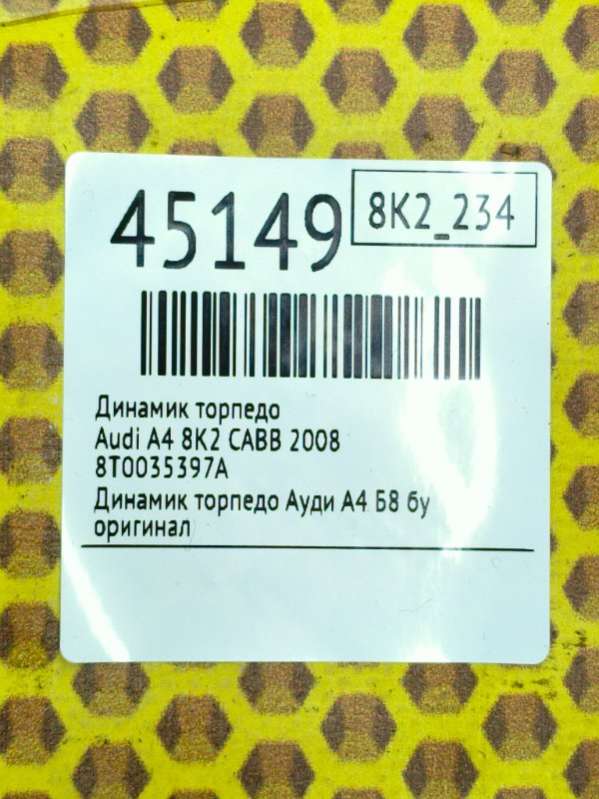 45149
8K2_234
Динамик торпедо
Audi A4 8K2 CABB 2008
8T0035397A
Динамик торпедо Ауди А4 Б8 бу
оригинал